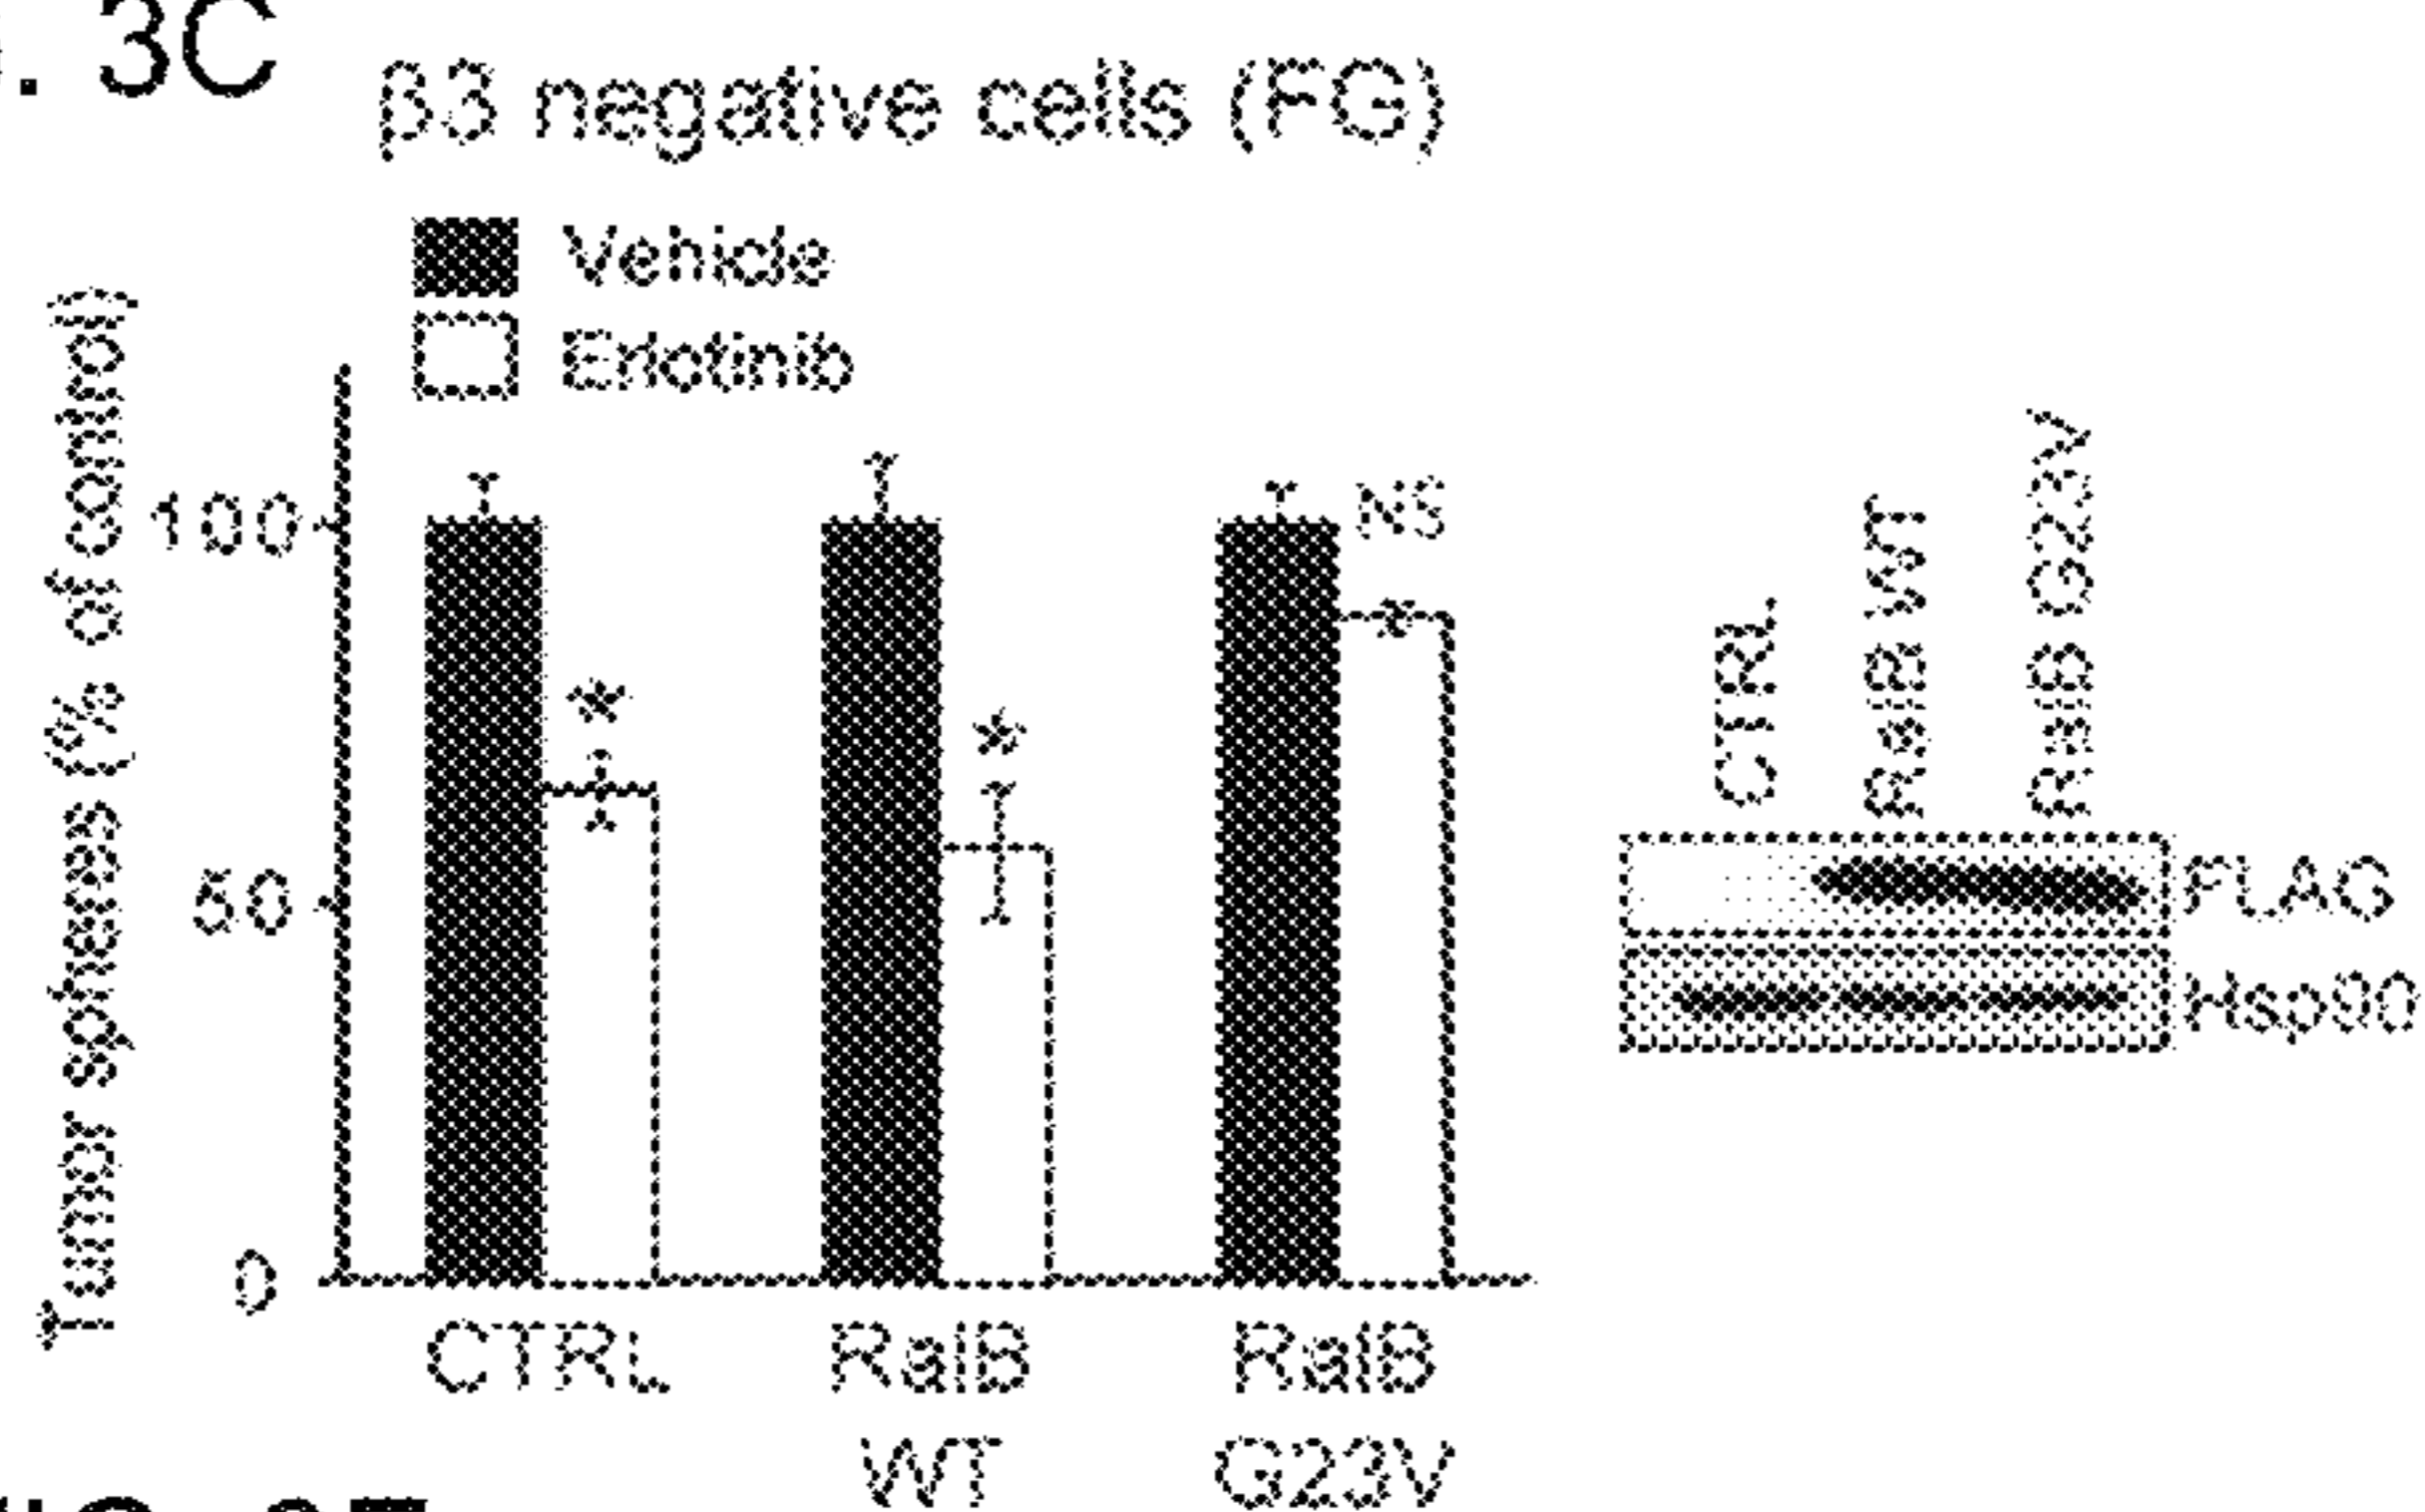 . 3C
β3 negative cells (FG)
Vehicle
Erlotinib
Tumor spheres (% of control)
100
50
0
*
*
NS
CTRL
RalB
WT
RalB
G23V
CTRL
RalB WT
RalB G23V
FLAG
Hsp90